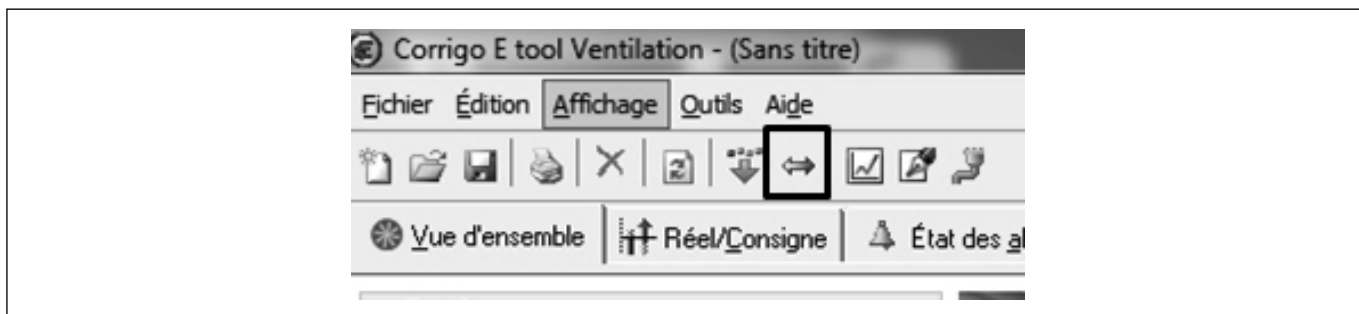 Corrigo E tool Ventilation - (Sans titre)
Fichier Édition Affichage Outils Aide
Vue d'ensemble Réel/Consigne État des al